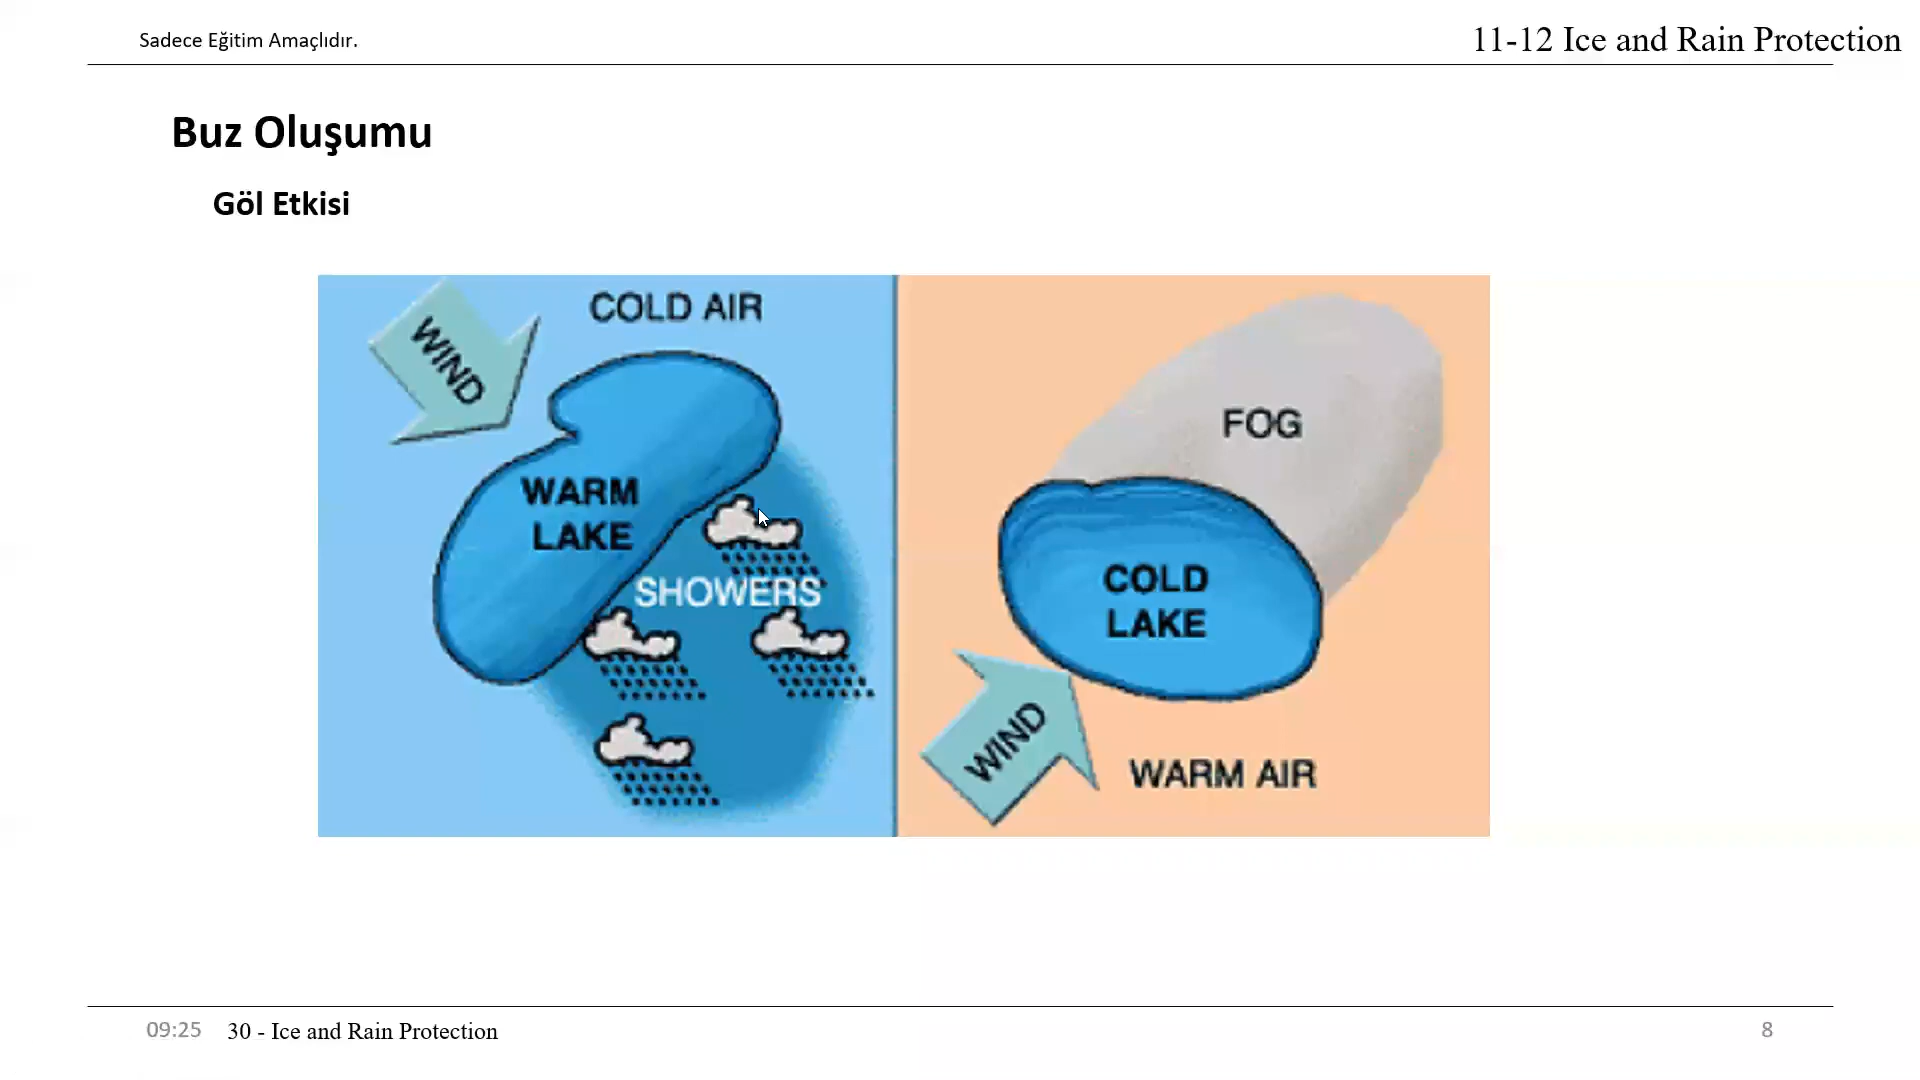 Sadece Eğitim Amaçlıdır.
11-12 Ice and Rain Protection
Buz Oluşumu
Göl Etkisi
COLD AIR
WIND
WARM
LAKE
SHOWERS
FOG
COLD
LAKE
WIND
WARM AIR
09:25 30 - Ice and Rain Protection 8